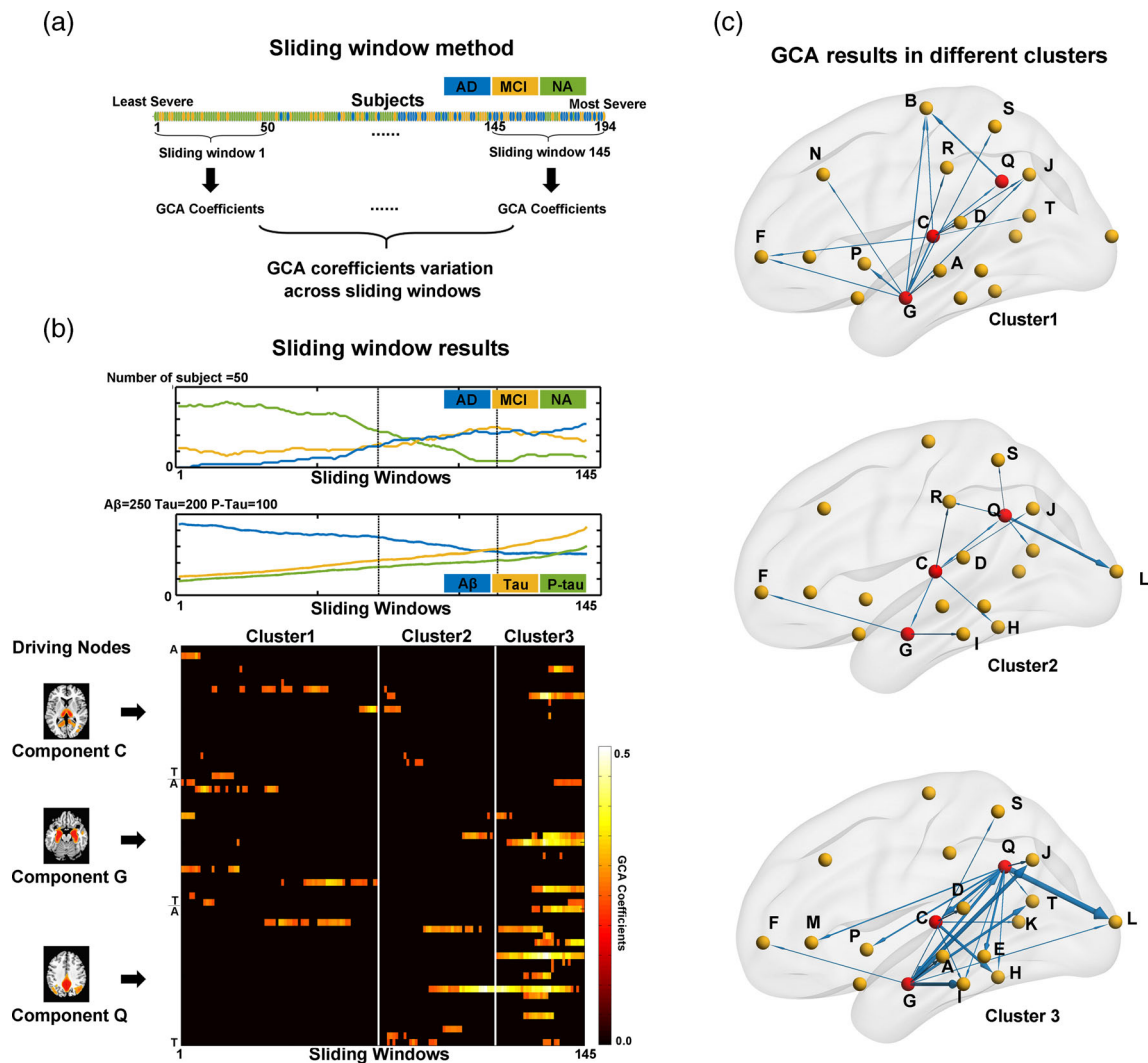 (a)
Sliding window method
AD MCI NA
Least Severe Subjects Most Severe
1 50 ...... 145 194
Sliding window 1 Sliding window 145
GCA Coefficients ...... GCA Coefficients
GCA corefficients variation
across sliding windows
(b)
Sliding window results
Number of subject =50
AD MCI NA
0
1 Sliding Windows 145
Aβ=250 Tau=200 P-Tau=100
Aβ Tau P-tau
0
1 Sliding Windows 145
Driving Nodes
Cluster1 Cluster2 Cluster3
A
Component C
T
A
Component G
T
A
Component Q
T
1 Sliding Windows 145
0.5
GCA Coefficients
0.0
(c)
GCA results in different clusters
B S
N R Q J
C D T
F P A
G
Cluster1
S
R Q J
C D L
F H
G I
Cluster2
S
Q J
D T
F M P C K L
A E H
G I
Cluster 3